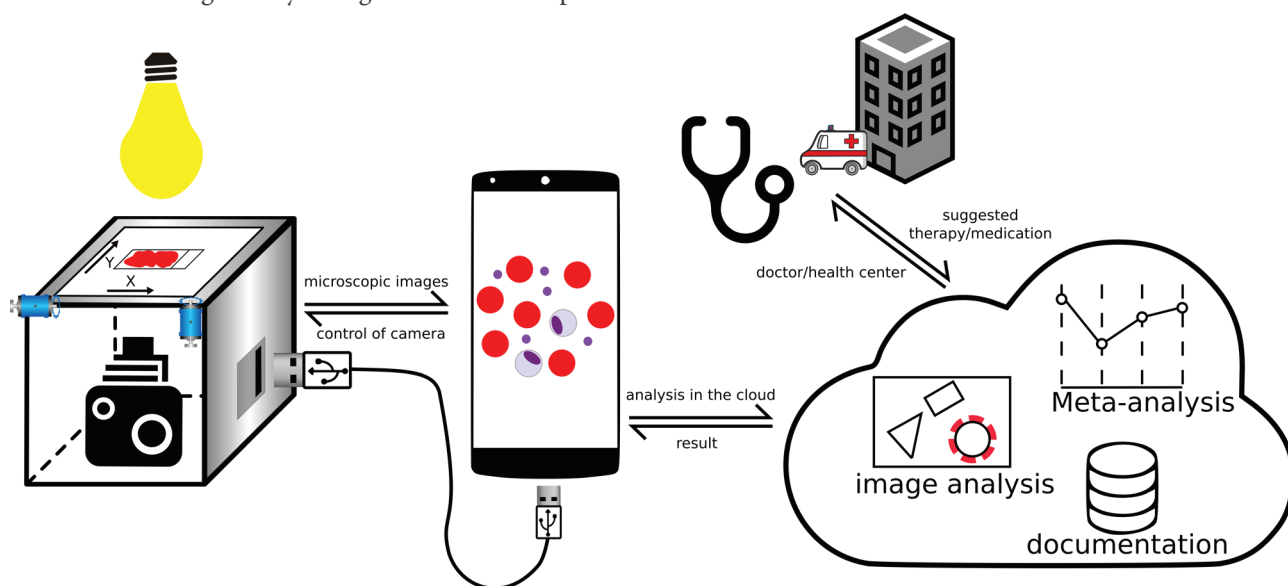 Y
X
microscopic images
control of camera
analysis in the cloud
result
suggested
therapy/medication
doctor/health center
Meta-analysis
image analysis
documentation